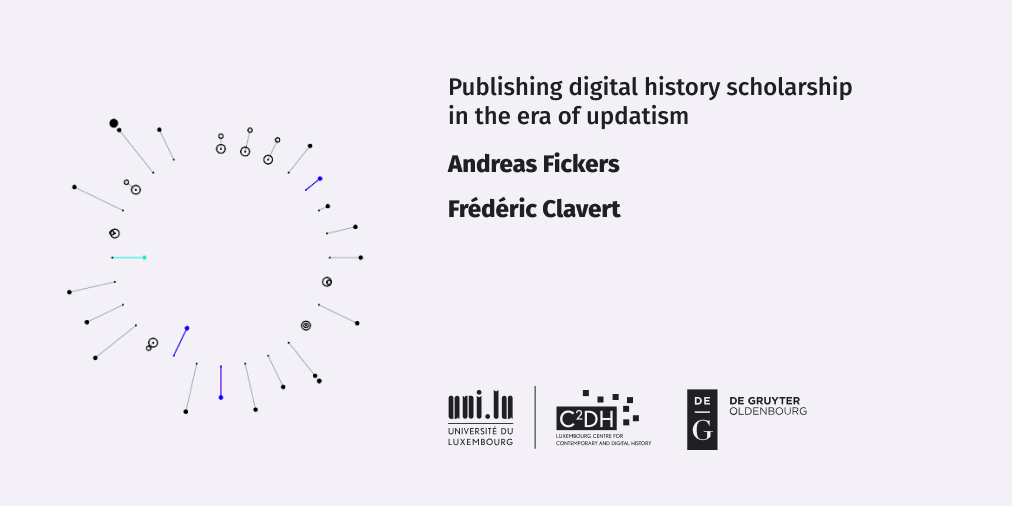 Publishing digital history scholarship
in the era of updatism
Andreas Fickers
Frédéric Clavert
uni.lu
UNIVERSITÉ DU
LUXEMBOURG
C²DH
LUXEMBOURG CENTRE FOR
CONTEMPORARY AND DIGITAL HISTORY
DE
G
DE GRUYTER
OLDENBOURG